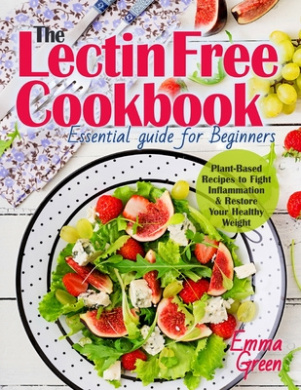 The
Lectin Free
Cookbook
Essential guide for Beginners
Plant-Based
Recipes to Fight
Inflammation
& Restore
Your Healthy
Weight
Emma
Green